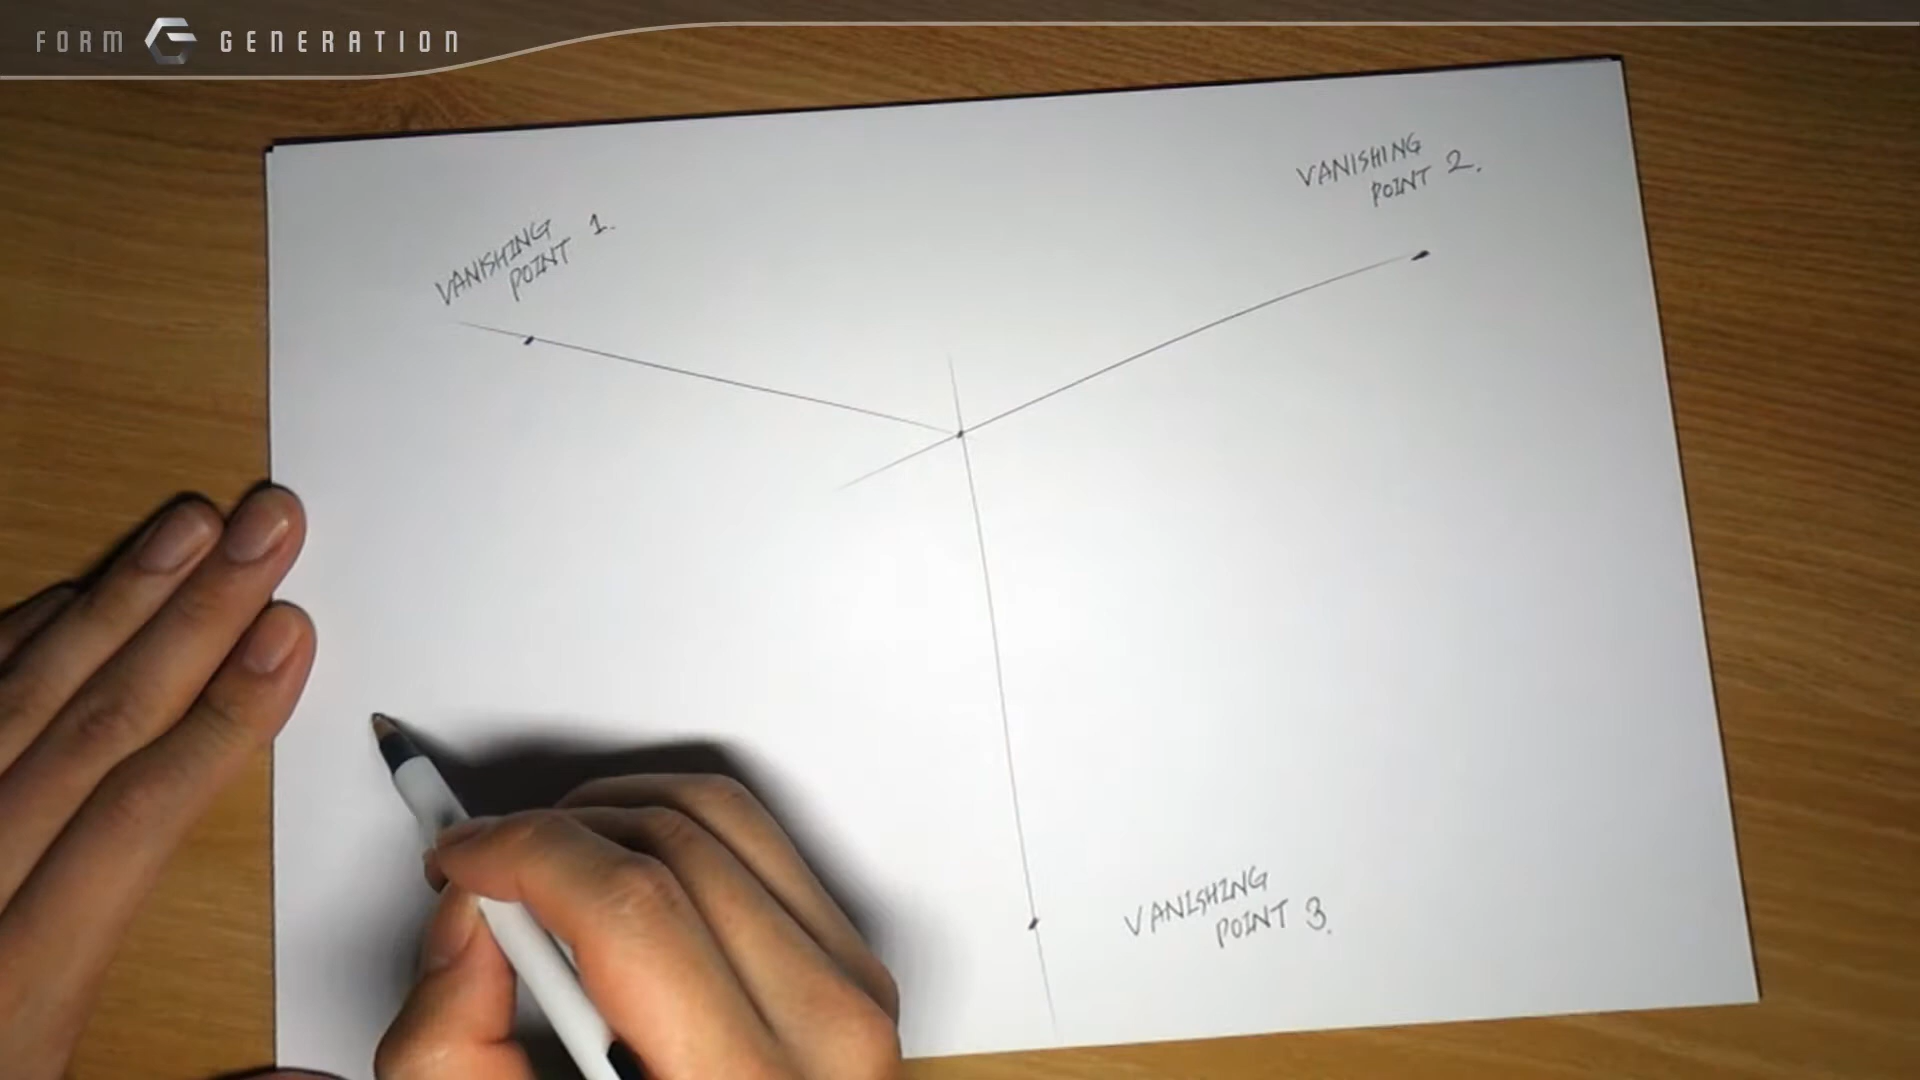 FORM GENERATION
VANISHING
POINT 1.
VANISHING
POINT 2.
VANISHING
POINT 3.